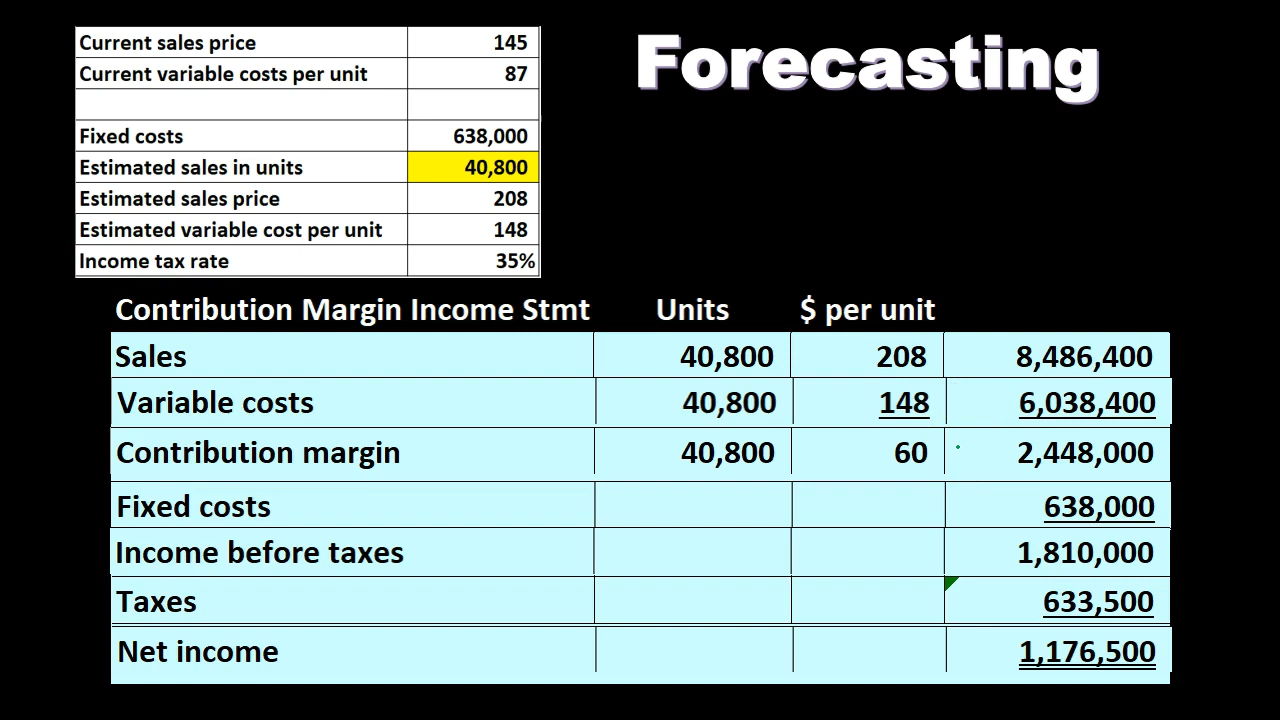 Forecasting
Current sales price 145
Current variable costs per unit 87
Fixed costs 638,000
Estimated sales in units 40,800
Estimated sales price 208
Estimated variable cost per unit 148
Income tax rate 35%
Contribution Margin Income Stmt Units $ per unit
Sales 40,800 208 8,486,400
Variable costs 40,800 148 6,038,400
Contribution margin 40,800 60 2,448,000
Fixed costs 638,000
Income before taxes 1,810,000
Taxes 633,500
Net income 1,176,500